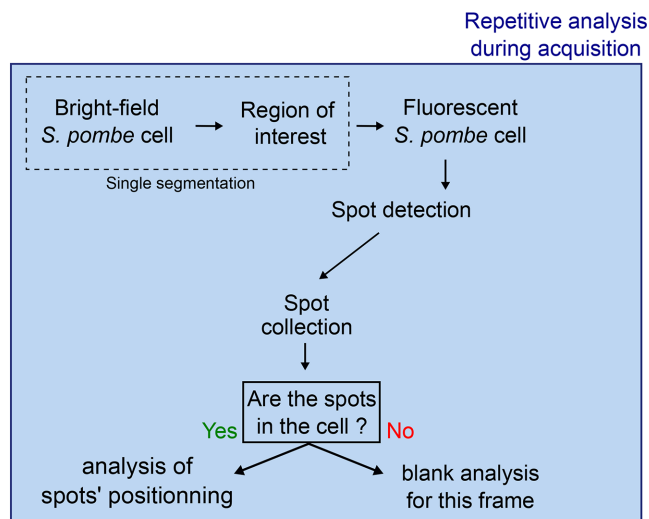 Repetitive analysis
during acquisition
Bright-field
S. pombe cell
Region of
interest
Fluorescent
S. pombe cell
Single segmentation
Spot detection
Spot
collection
Are the spots
in the cell ?
Yes
No
analysis of
spots' positionning
blank analysis
for this frame